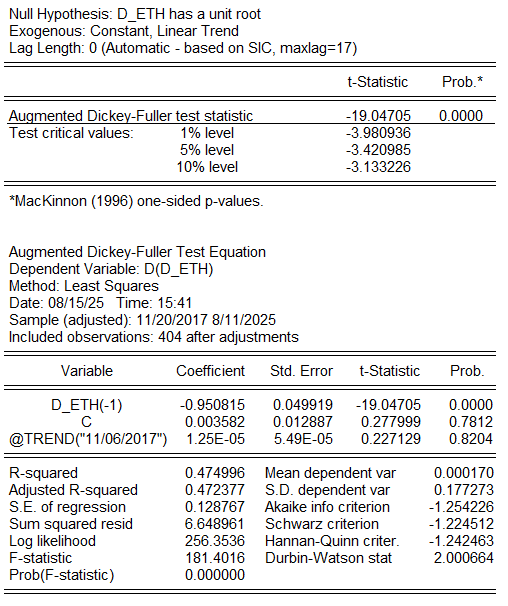 Null Hypothesis: D_ETH has a unit root
Exogenous: Constant, Linear Trend
Lag Length: 0 (Automatic - based on SIC, maxlag=17)
t-Statistic Prob.*
Augmented Dickey-Fuller test statistic -19.04705 0.0000
Test critical values: 1% level -3.980936
5% level -3.420985
10% level -3.133226
*MacKinnon (1996) one-sided p-values.
Augmented Dickey-Fuller Test Equation
Dependent Variable: D(D_ETH)
Method: Least Squares
Date: 08/15/25 Time: 15:41
Sample (adjusted): 11/20/2017 8/11/2025
Included observations: 404 after adjustments
Variable Coefficient Std. Error t-Statistic Prob.
D_ETH(-1) -0.950815 0.049919 -19.04705 0.0000
C 0.003582 0.012887 0.277999 0.7812
@TREND("11/06/2017") 1.25E-05 5.49E-05 0.227129 0.8204
R-squared 0.474996 Mean dependent var 0.000170
Adjusted R-squared 0.472377 S.D. dependent var 0.177273
S.E. of regression 0.128767 Akaike info criterion -1.254226
Sum squared resid 6.648961 Schwarz criterion -1.224512
Log likelihood 256.3536 Hannan-Quinn criter. -1.242463
F-statistic 181.4016 Durbin-Watson stat 2.000664
Prob(F-statistic) 0.000000